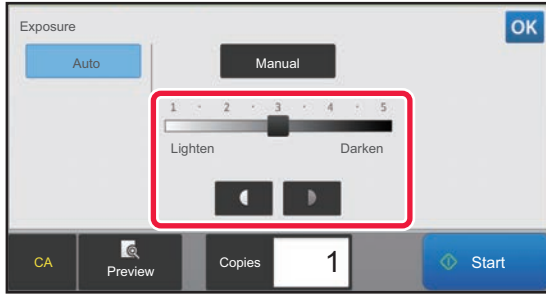 Exposure
OK
Auto
Manual
1 · 2 · 3 · 4 · 5
Lighten Darken
CA
Preview
Copies
1
Start